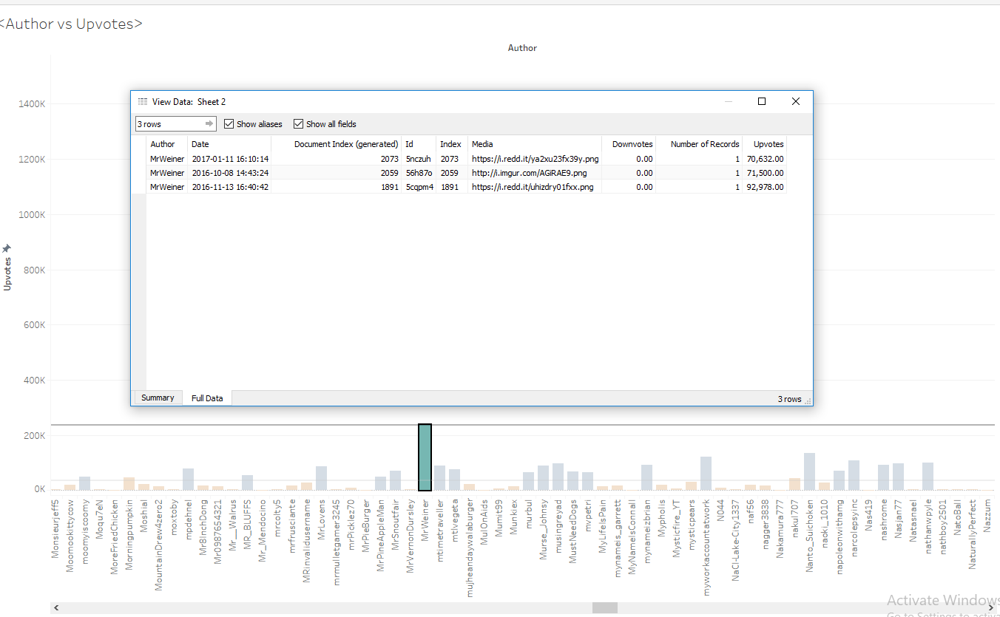 <Author vs Upvotes>
Author
1400K
1200K
1000K
800K
600K
400K
200K
0K
Upvotes
View Data: Sheet 2
3 rows
Show aliases
Show all fields
Author Date Document Index (generated) Id Index Media Downvotes Number of Records Upvotes
MrWeiner 2017-01-11 16:10:14 2073 5nczuh 2073 https://i.redd.it/ya2xu23fx39y.png 0.00 1 70,632.00
MrWeiner 2016-10-08 14:43:24 2059 56h87o 2059 http://i.imgur.com/AGiRAE9.png 0.00 1 71,500.00
MrWeiner 2016-11-13 16:40:42 1891 5cqpm4 1891 https://i.redd.it/uhizdry01fxx.png 0.00 1 92,978.00
Summary
Full Data
3 rows
Monsieurjeff5
Moomookittycow
moomyiscoomy
Moqu7eN
MoreFriedChicken
Morningpumpkin
Moshial
MountainDrew4zero2
moxtoby
mpdehnel
Mr8InchDong
Mr0987654321
Mr__Walrus
MR_BLUFFS
Mr_Mendocino
mrcolty5
mrfrusciante
MRinvalidusername
MrLovens
mrmulletgamer3245
mrPicklez70
MrPieBurger
MrPineAppleMan
MrSnoutfair
MrVernonDursley
MrWeiner
mtimetraveller
mtlvegeta
mujheandaywalaburger
MulOnAids
Mumit99
Munkiex
murbul
Murse_Johnsy
musingreyad
MustNeedDogs
mvpetri
MyLifeIsPain
mynameis_garrett
MyNameIsConnall
mynameizbrian
Mypholis
Mysticfire_YT
mysticpears
myworkaccountatwork
N044
NaCl-Lake-City1337
naf56
nagger3838
Nakamura777
nakul707
Nanto_Suichoken
naoki_1010
napoleonwithamg
narcolepsyinc
Nas419
nashrome
Nasjan77
Natasnael
nathanwpyle
nathboy2501
NatoBall
NaturallyPerfect
Nazzum
Activate Windows
Go to Settings to activa